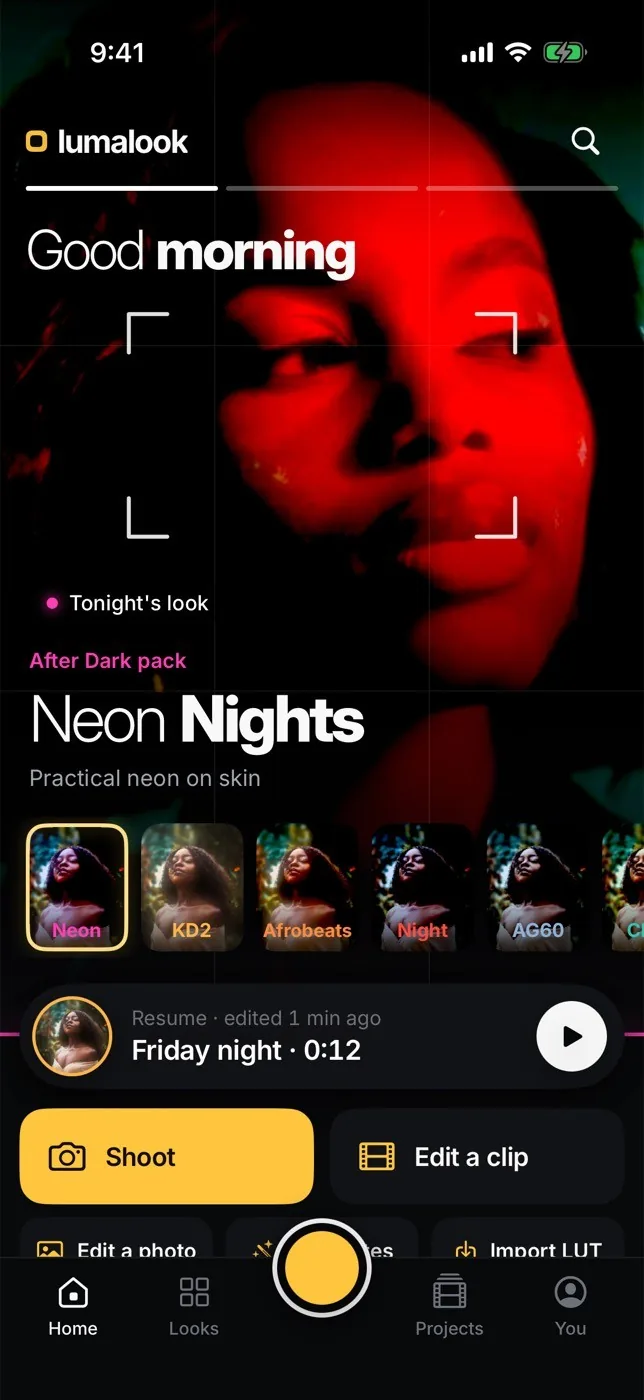 9:41
lumalook
Good morning
Tonight's look
After Dark pack
Neon Nights
Practical neon on skin
Neon
KD2
Afrobeats
Night
AG60
Resume · edited 1 min ago
Friday night · 0:12
Shoot
Edit a clip
Edit a photo
Import LUT
Home
Looks
Projects
You